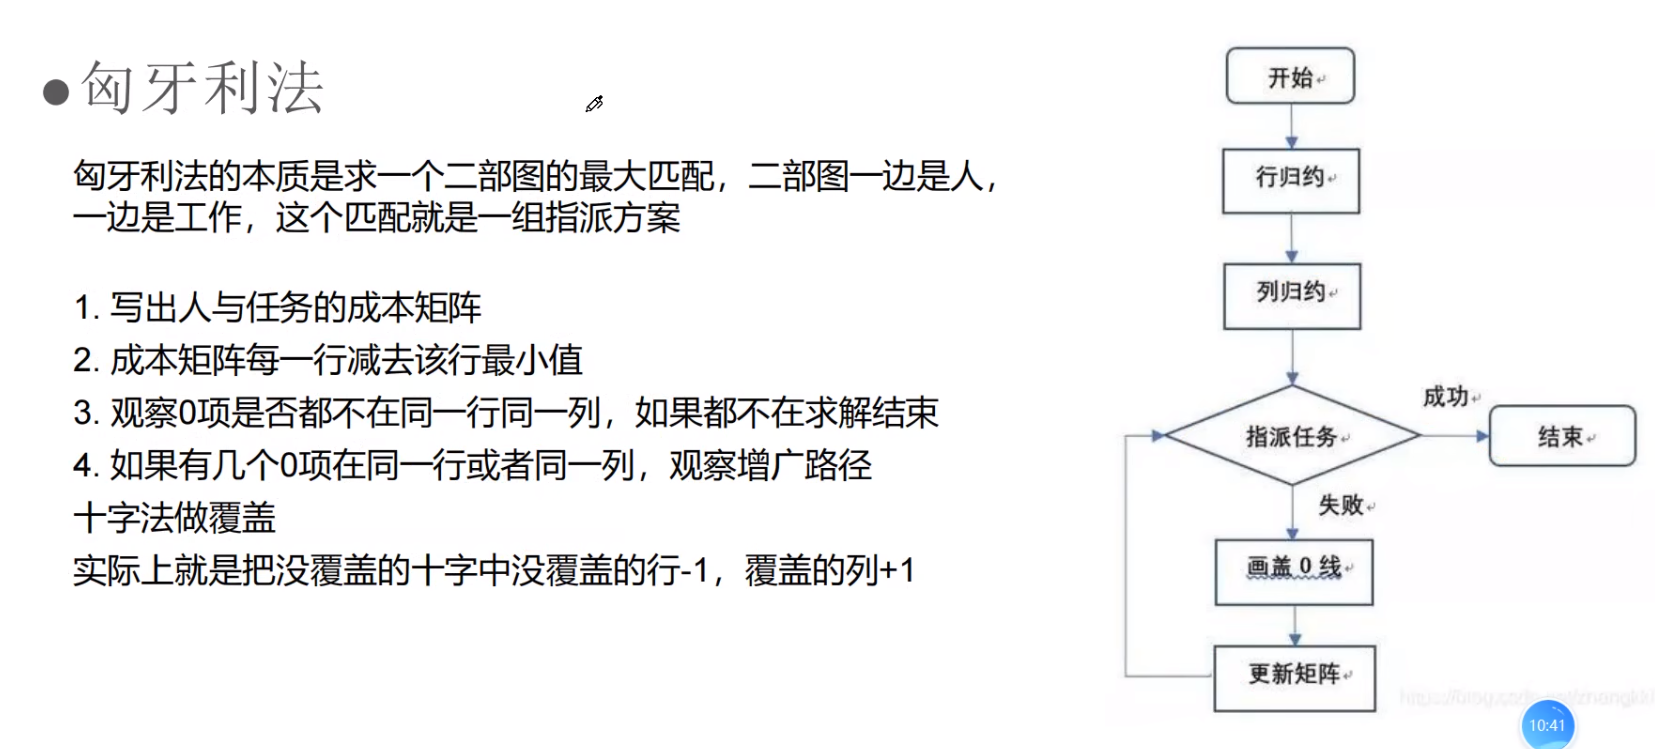 ●匈牙利法
匈牙利法的本质是求一个二部图的最大匹配，二部图一边是人，
一边是工作，这个匹配就是一组指派方案
1. 写出人与任务的成本矩阵
2. 成本矩阵每一行减去该行最小值
3. 观察0项是否都不在同一行同一列，如果都不在求解结束
4. 如果有几个0项在同一行或者同一列，观察增广路径
十字法做覆盖
实际上就是把没覆盖的十字中没覆盖的行-1，覆盖的列+1
开始
行归约
列归约
指派任务
成功
结束
失败
画盖 0 线
更新矩阵
10:41